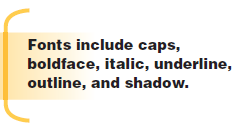 Fonts include caps,
boldface, italic, underline,
outline, and shadow.